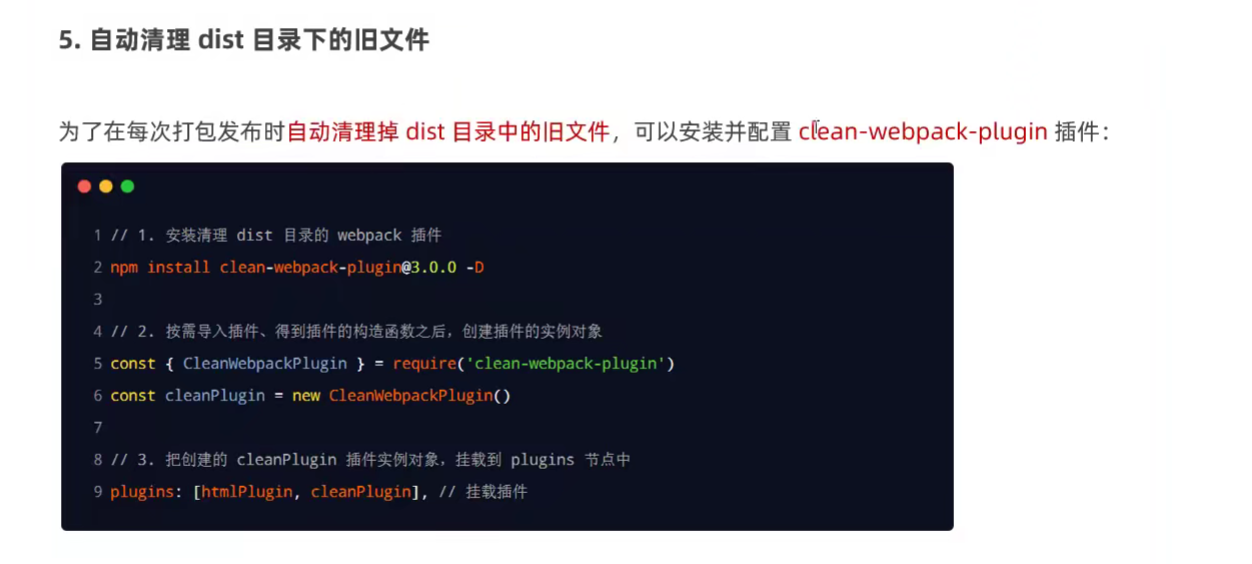 5. 自动清理 dist 目录下的旧文件
为了在每次打包发布时自动清理掉 dist 目录中的旧文件，可以安装并配置 clean-webpack-plugin 插件：
1 // 1. 安装清理 dist 目录的 webpack 插件
2 npm install clean-webpack-plugin@3.0.0 -D
3
4 // 2. 按需导入插件、得到插件的构造函数之后，创建插件的实例对象
5 const { CleanWebpackPlugin } = require('clean-webpack-plugin')
6 const cleanPlugin = new CleanWebpackPlugin()
7
8 // 3. 把创建的 cleanPlugin 插件实例对象，挂载到 plugins 节点中
9 plugins: [htmlPlugin, cleanPlugin], // 挂载插件